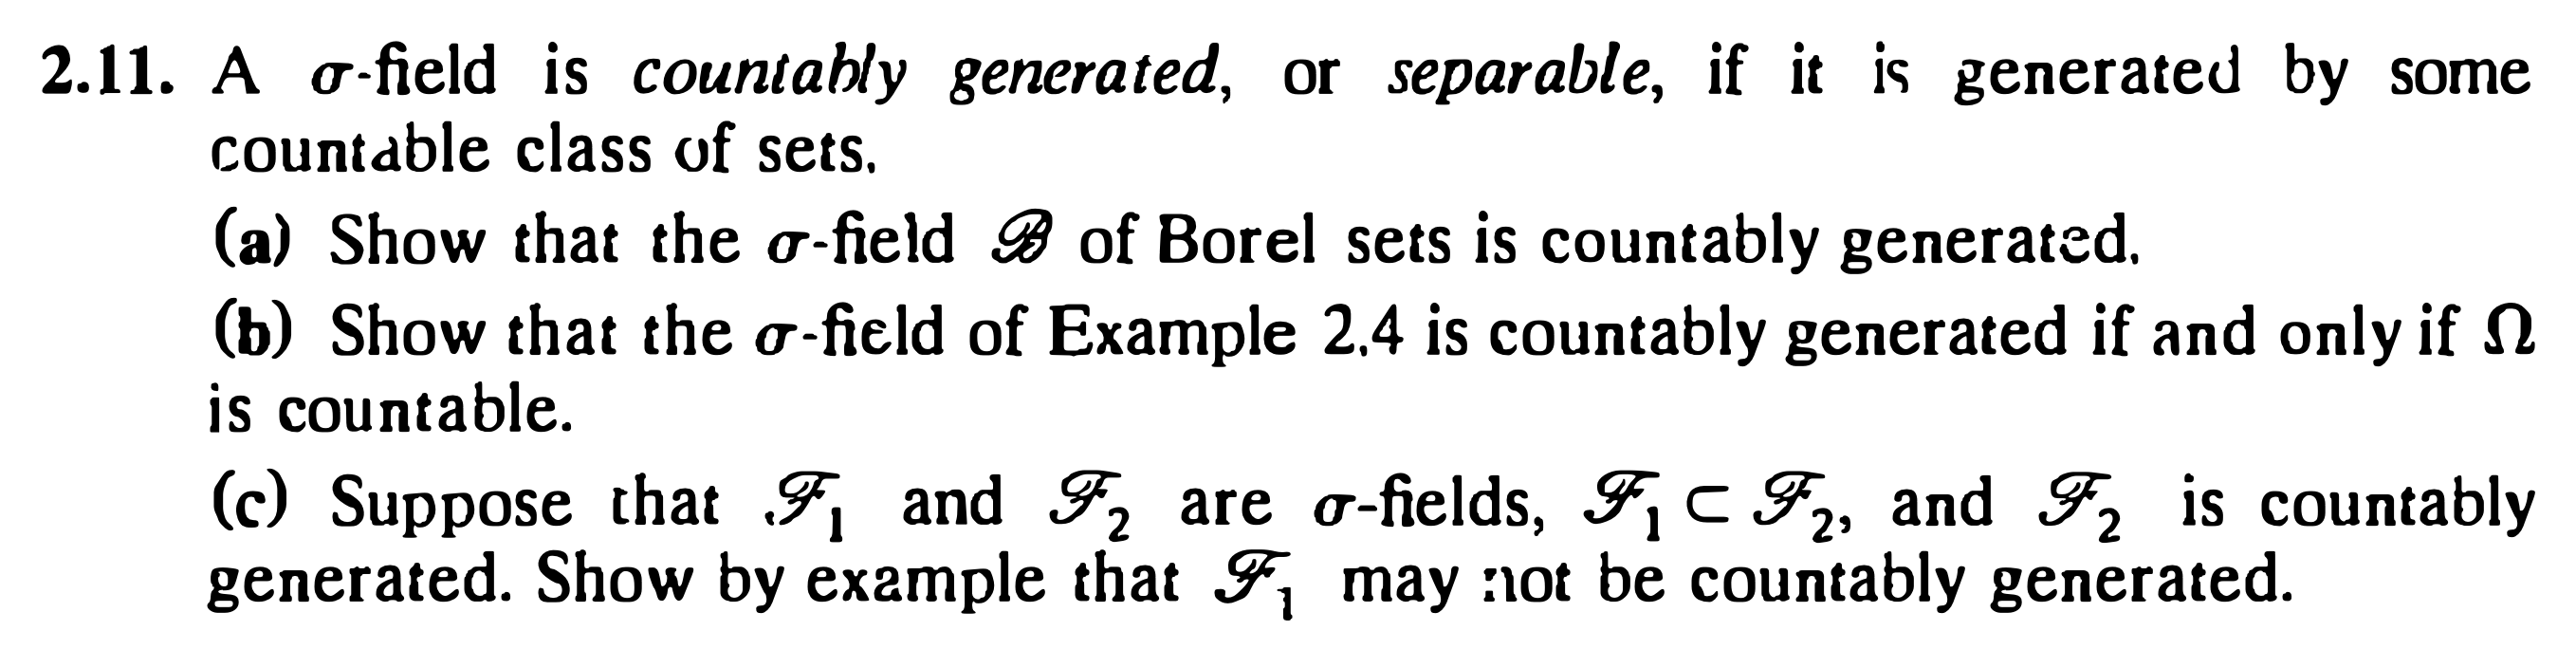 2.11. A σ-field is countably generated, or separable, if it is generated by some
countable class of sets.
(a) Show that the σ-field ℬ of Borel sets is countably generated.
(b) Show that the σ-field of Example 2.4 is countably generated if and only if Ω
is countable.
(c) Suppose that ℱ₁ and ℱ₂ are σ-fields, ℱ₁ ⊂ ℱ₂, and ℱ₂ is countably
generated. Show by example that ℱ₁ may not be countably generated.